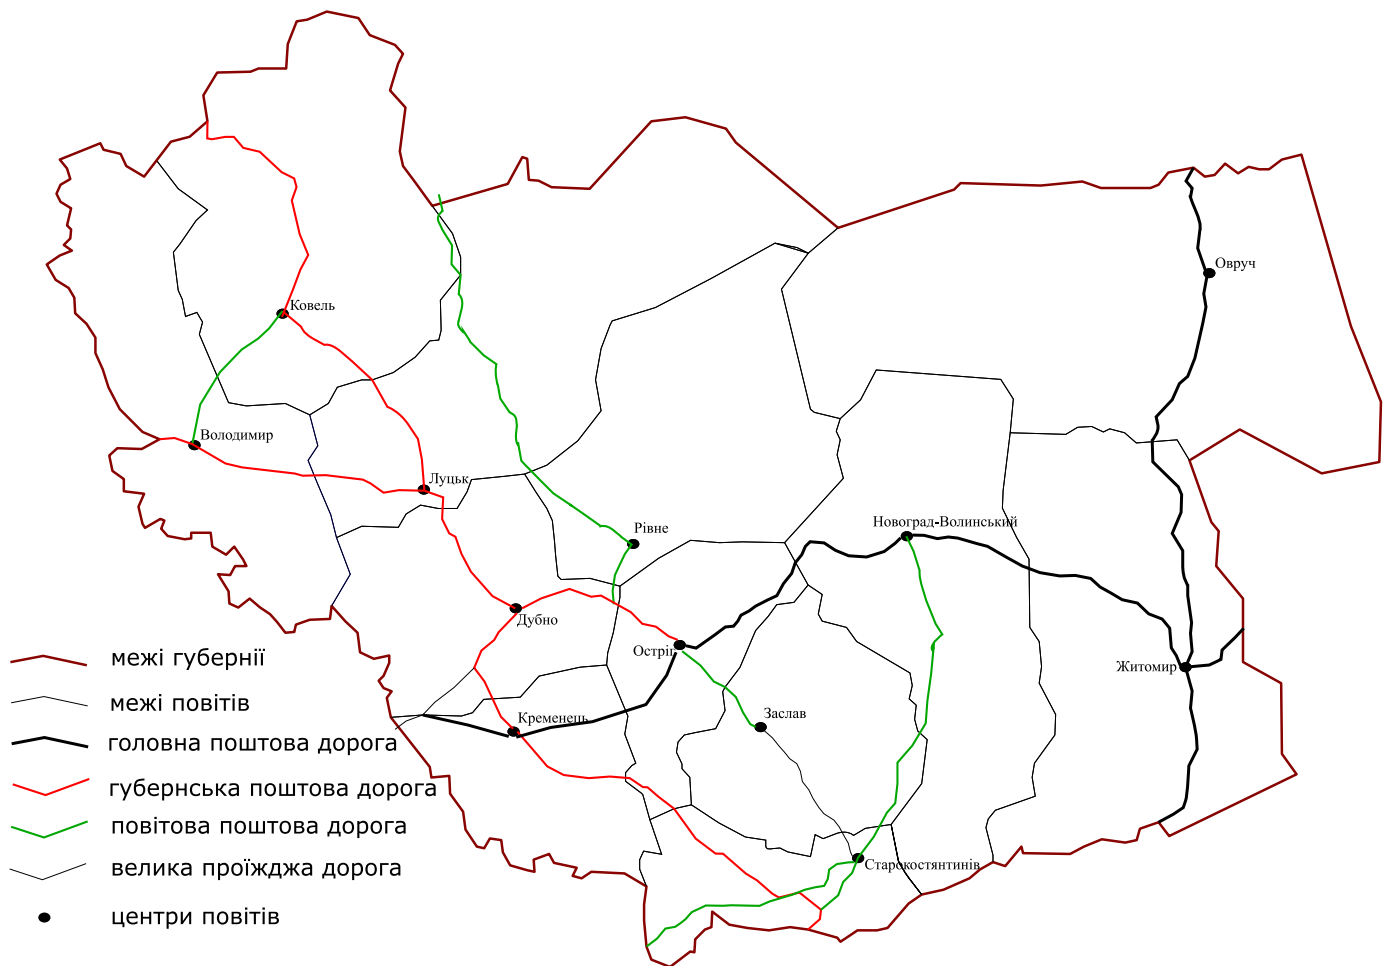 Овруч
Ковель
Володимир
Луцьк
Новоград-Волинський
Рівне
Дубно
Остріг
Житомир
Заслав
Кременець
Старокостянтинів
межі губернії
межі повітів
головна поштова дорога
губернська поштова дорога
повітова поштова дорога
велика проїжджа дорога
центри повітів